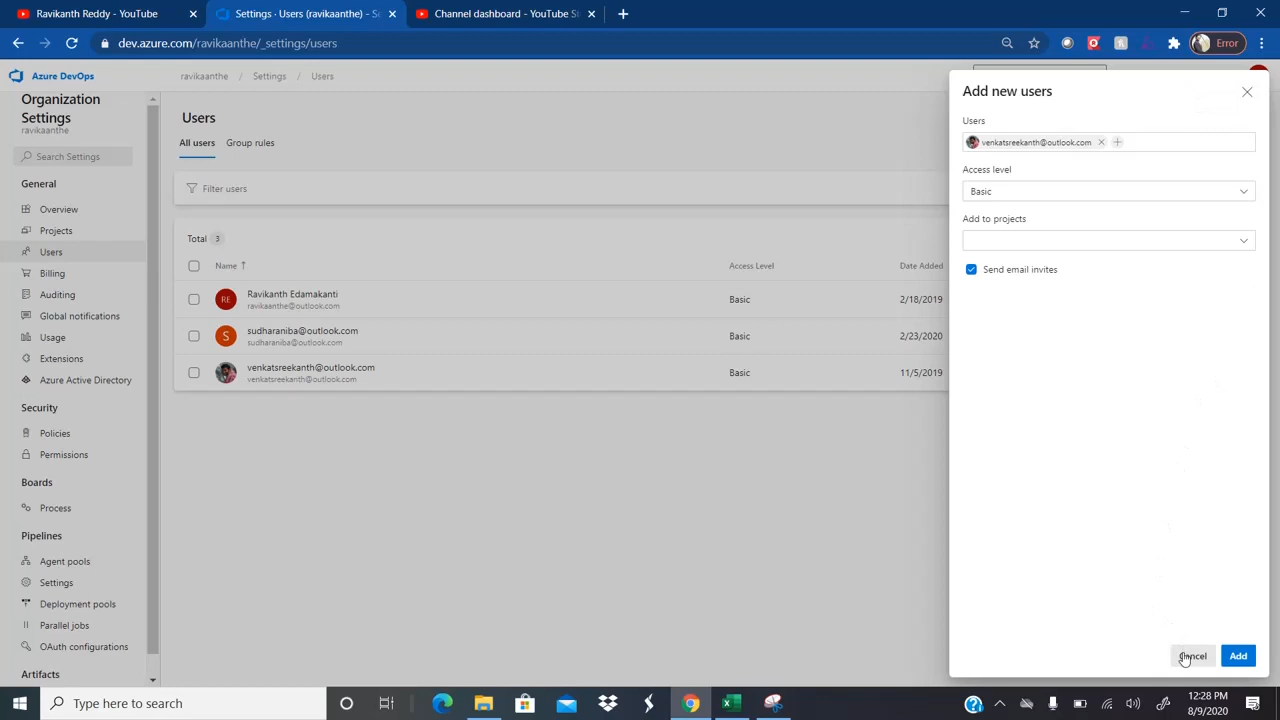 Ravikanth Reddy - YouTube
Settings · Users (ravikaanthe) - Se
Channel dashboard - YouTube St
dev.azure.com/ravikaanthe/_settings/users
Error
Azure DevOps
ravikaanthe / Settings / Users
Organization
Settings
ravikaanthe
Search Settings
General
Overview
Projects
Users
Billing
Auditing
Global notifications
Usage
Extensions
Azure Active Directory
Security
Policies
Permissions
Boards
Process
Pipelines
Agent pools
Settings
Deployment pools
Parallel jobs
OAuth configurations
Artifacts
Users
All users
Group rules
Filter users
Total 3
Name ↑
Access Level
Date Added
RE
Ravikanth Edamakanti
ravikaanthe@outlook.com
Basic
2/18/2019
S
sudharaniba@outlook.com
sudharaniba@outlook.com
Basic
2/23/2020
venkatsreekanth@outlook.com
venkatsreekanth@outlook.com
Basic
11/5/2019
Add new users
Users
venkatsreekanth@outlook.com
Access level
Basic
Add to projects
Send email invites
Cancel
Add
Type here to search
12:28 PM
8/9/2020